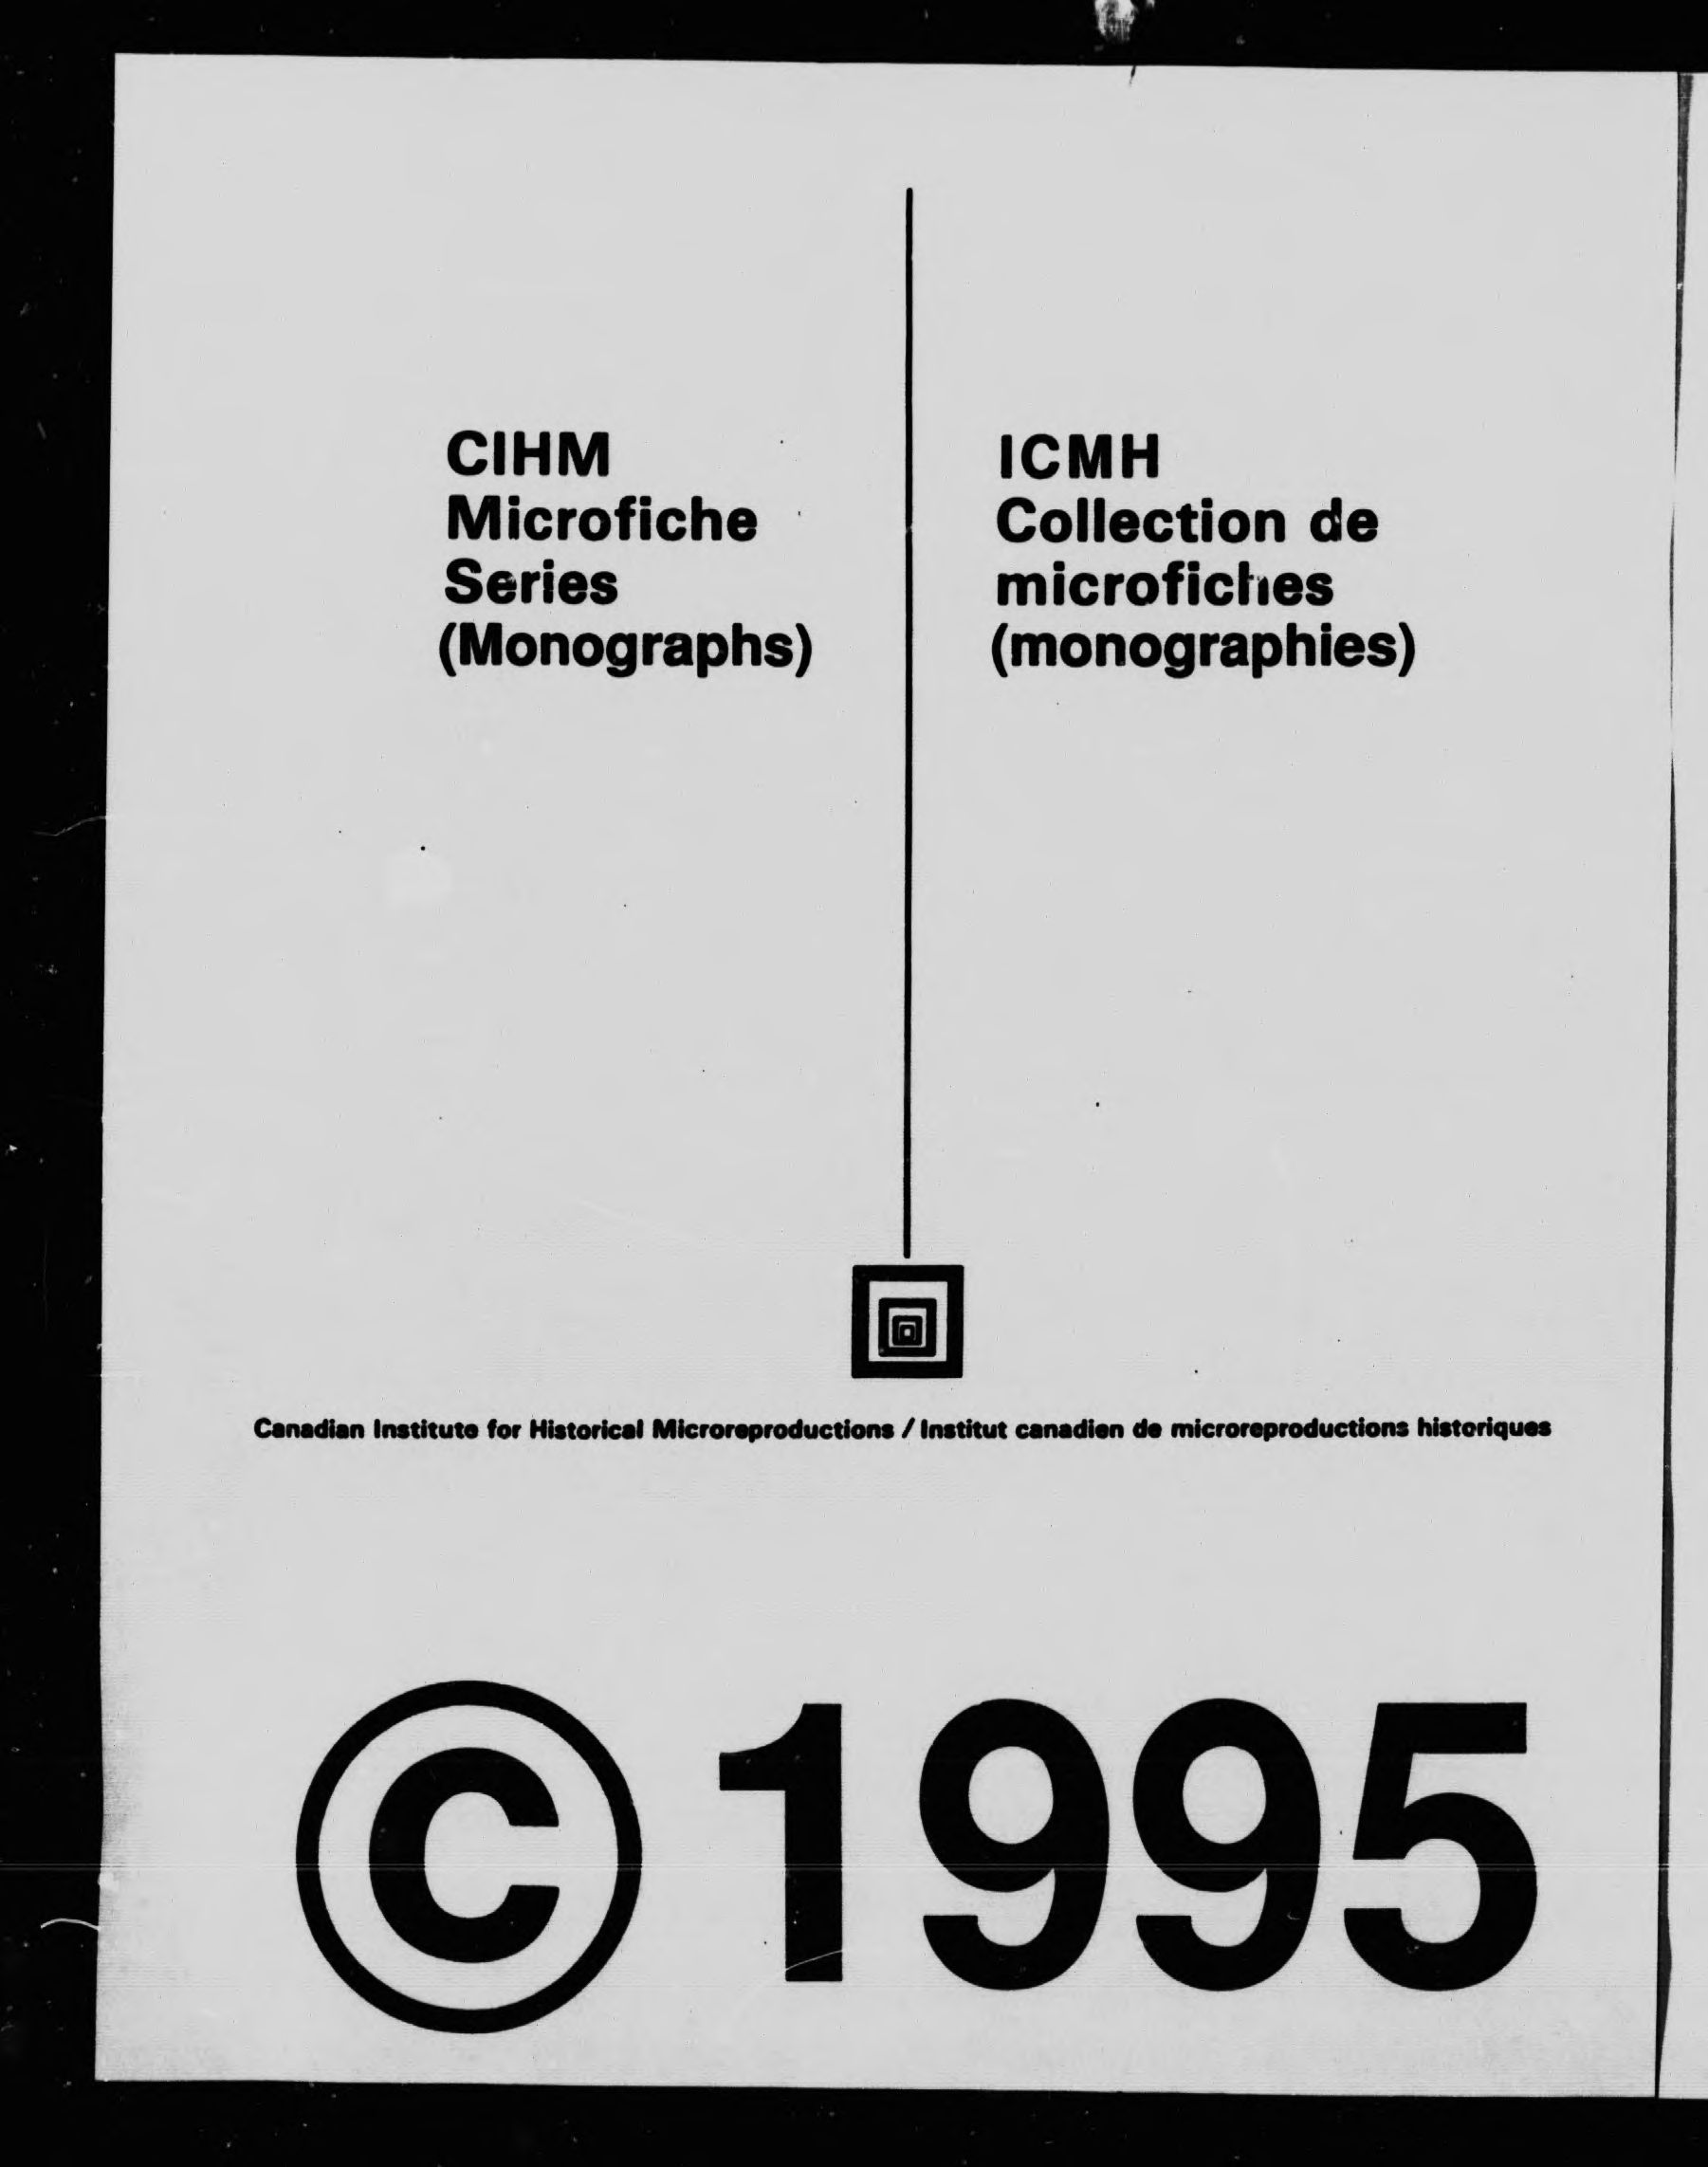 CIHM
Microfiche
Series
(Monographs)
ICMH
Collection de
microfiches
(monographies)
Canadian Institute for Historical Microreproductions / Institut canadien de microreproductions historiques
© 1995